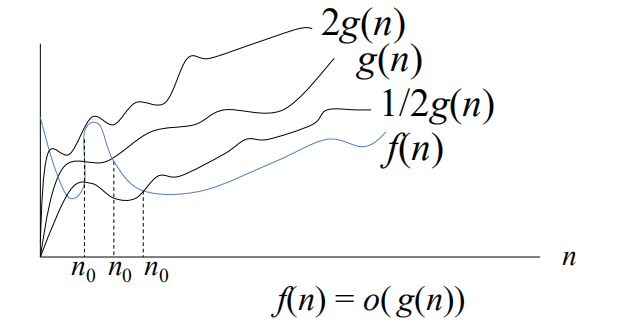 2g(n)
g(n)
1/2g(n)
f(n)
n₀ n₀ n₀
n
f(n) = o( g(n))